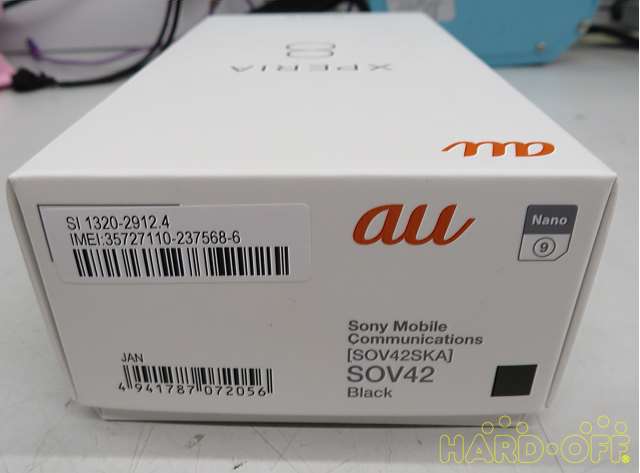 XPERIA 8
au
SI 1320-2912.4
IMEI:35727110-237568-6
au
Nano
9
Sony Mobile
Communications
[SOV42SKA]
SOV42
Black
JAN
4 941787 072056
HARD·OFF